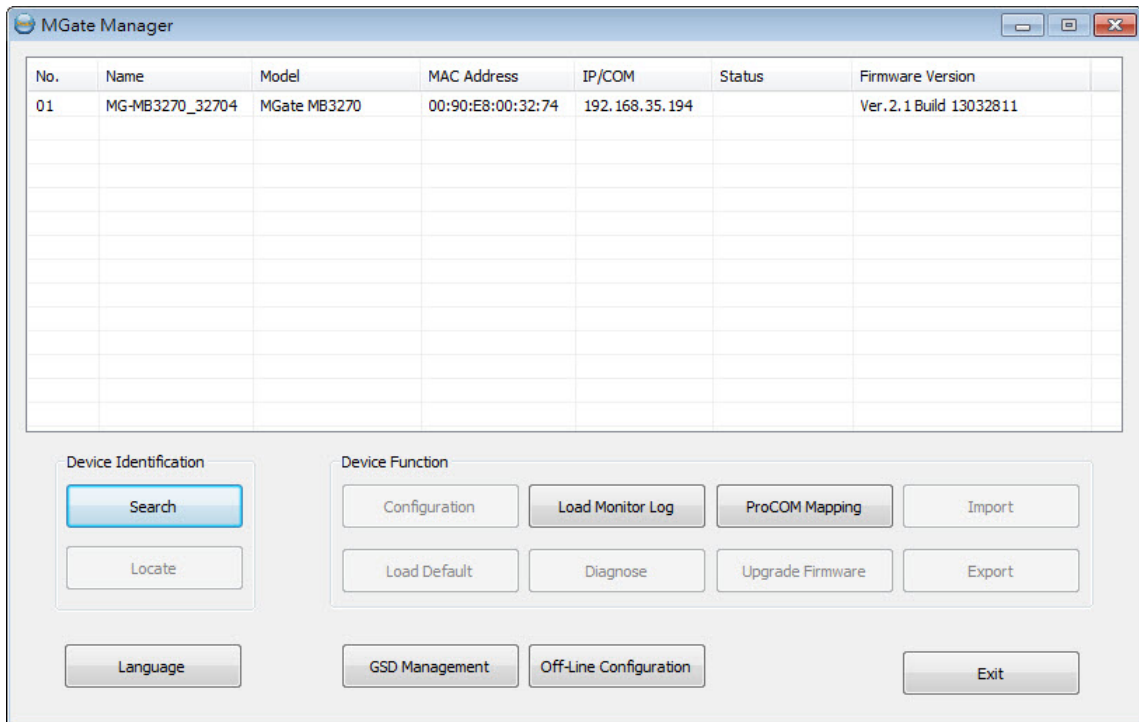 MGate Manager
No. Name Model MAC Address IP/COM Status Firmware Version
01 MG-MB3270_32704 MGate MB3270 00:90:E8:00:32:74 192.168.35.194 Ver.2.1 Build 13032811
Device Identification Device Function
Search Configuration Load Monitor Log ProCOM Mapping Import
Locate Load Default Diagnose Upgrade Firmware Export
Language GSD Management Off-Line Configuration Exit